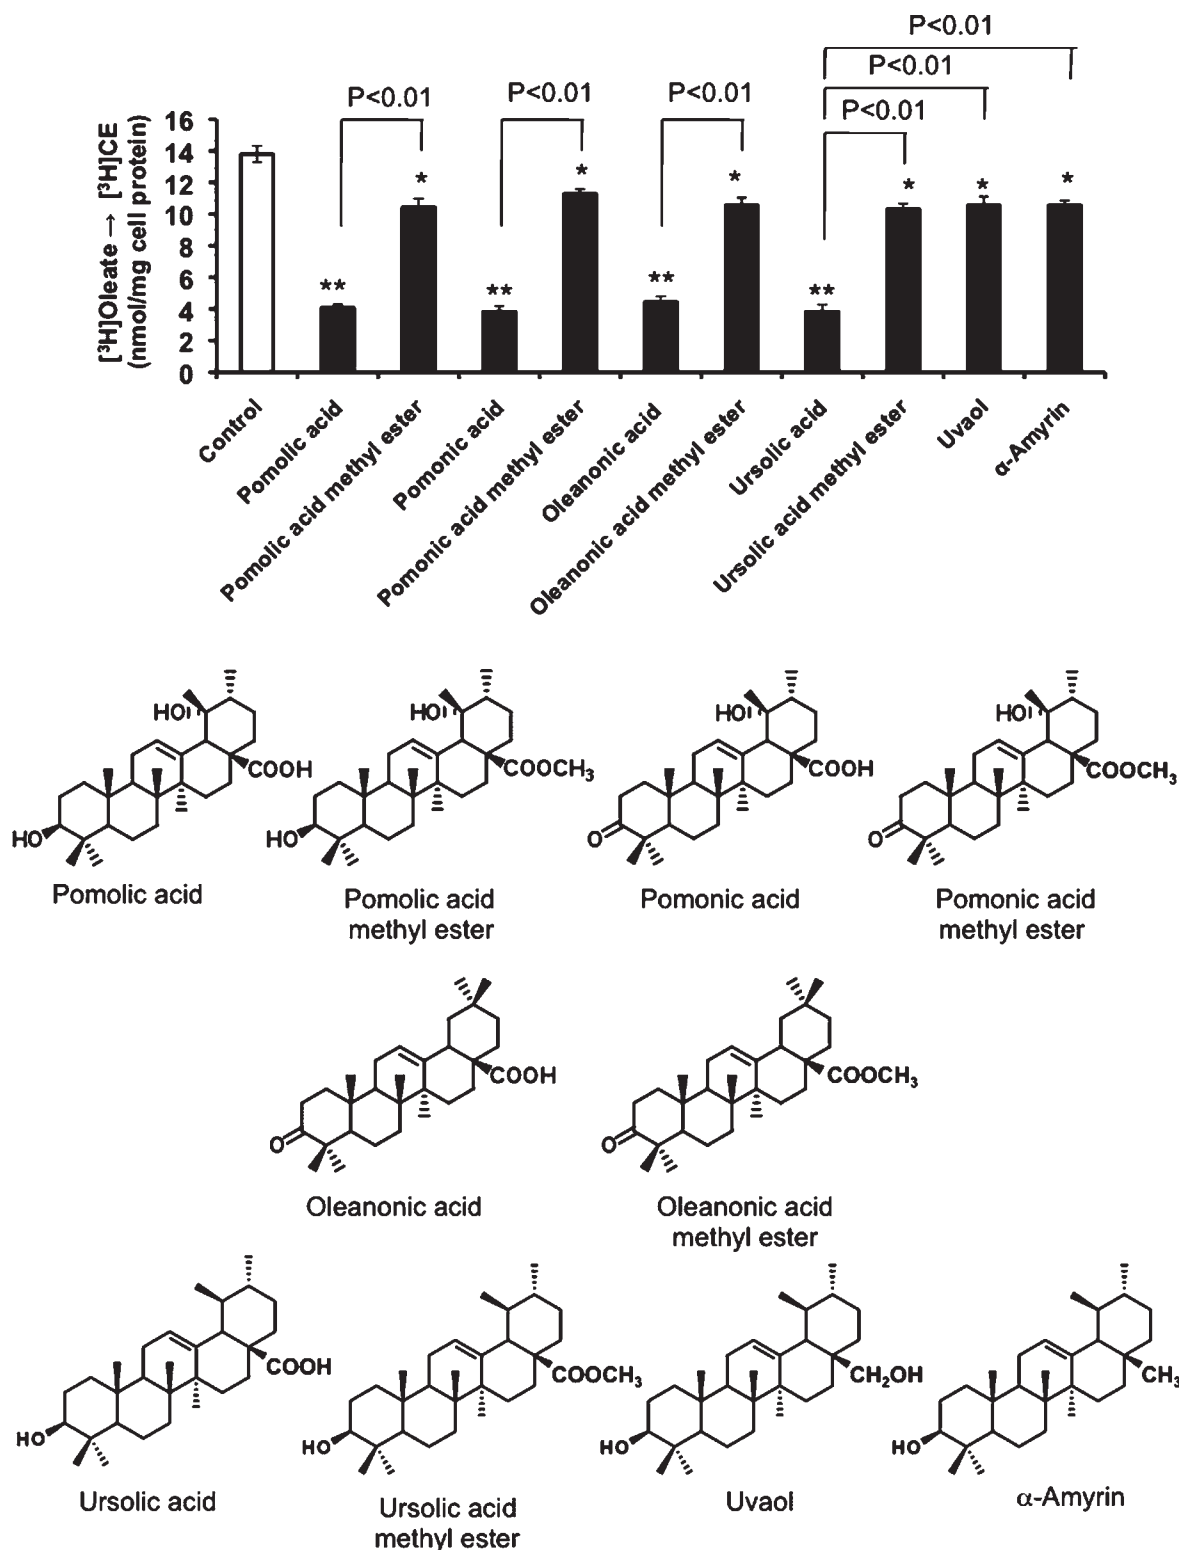 P<0.01
P<0.01
P<0.01 P<0.01 P<0.01 P<0.01
[³H]Oleate → [³H]CE
(nmol/mg cell protein)
16
14
12
10
8
6
4
2
0
** * ** * ** * ** * * *
Control
Pomolic acid
Pomolic acid methyl ester
Pomonic acid
Pomonic acid methyl ester
Oleanonic acid
Oleanonic acid methyl ester
Ursolic acid
Ursolic acid methyl ester
Uvaol
α-Amyrin
HO HO HO HO
COOH COOCH₃ COOH COOCH₃
HO HO O O
Pomolic acid Pomolic acid Pomonic acid Pomonic acid
methyl ester methyl ester
COOH COOCH₃
O O
Oleanonic acid Oleanonic acid
methyl ester
COOH COOCH₃ CH₂OH CH₃
HO HO HO HO
Ursolic acid Ursolic acid Uvaol α-Amyrin
methyl ester